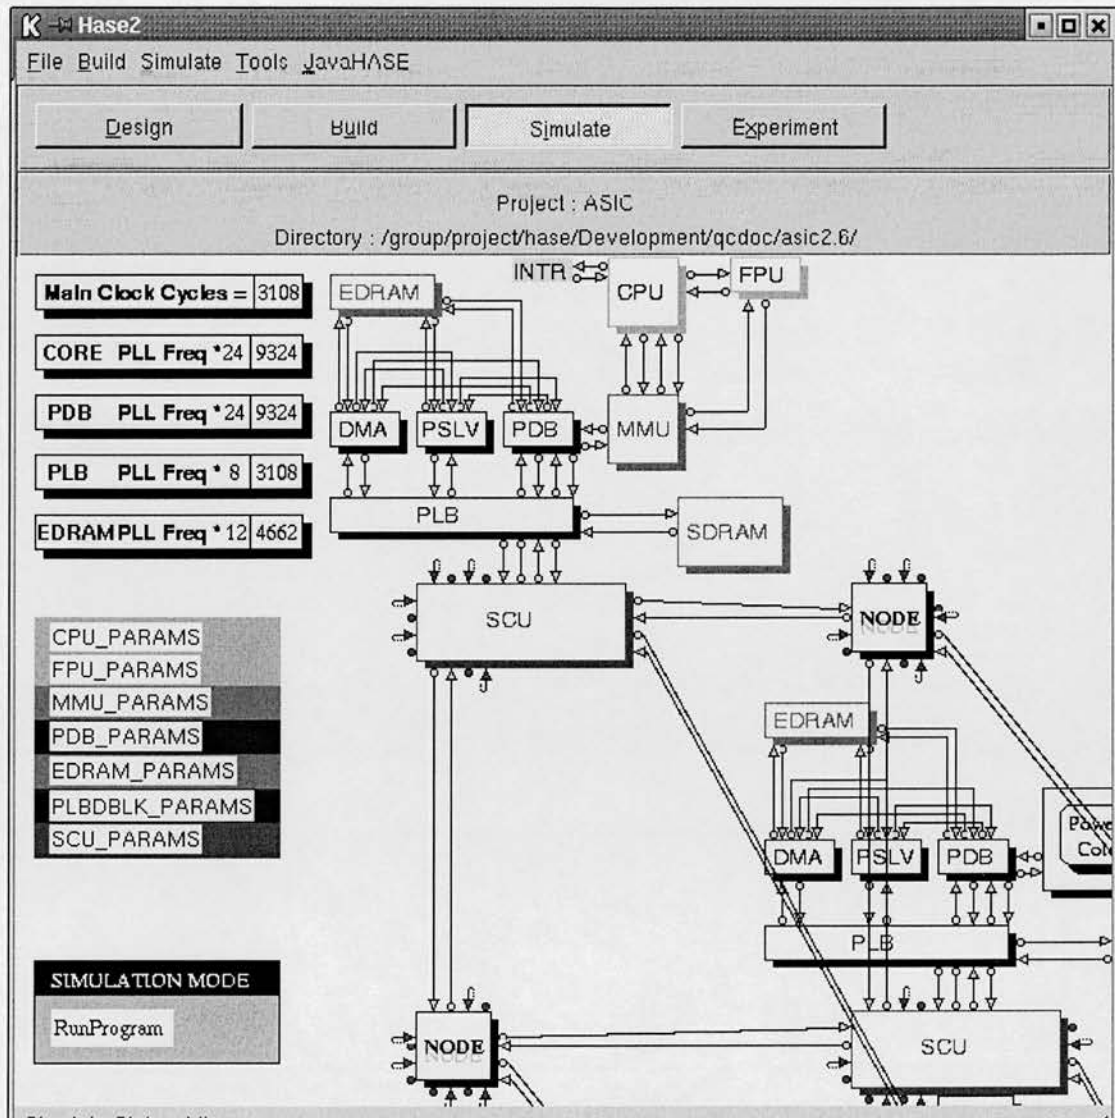 Hase2
File Build Simulate Tools JavaHASE
Design Build Simulate Experiment
Project : ASIC
Directory : /group/project/hase/Development/qcdoc/asic2.6/
Main Clock Cycles = 3108
CORE PLL Freq *24 9324
PDB PLL Freq *24 9324
PLB PLL Freq * 8 3108
EDRAM PLL Freq *12 4662
EDRAM
INTR
CPU
FPU
DMA
PSLV
PDB
MMU
PLB
SDRAM
SCU
NODE
NODE
CPU_PARAMS
FPU_PARAMS
MMU_PARAMS
PDB_PARAMS
EDRAM_PARAMS
PLBDBLK_PARAMS
SCU_PARAMS
EDRAM
DMA
PSLV
PDB
PLB
SIMULATION MODE
RunProgram
NODE
NODE
SCU